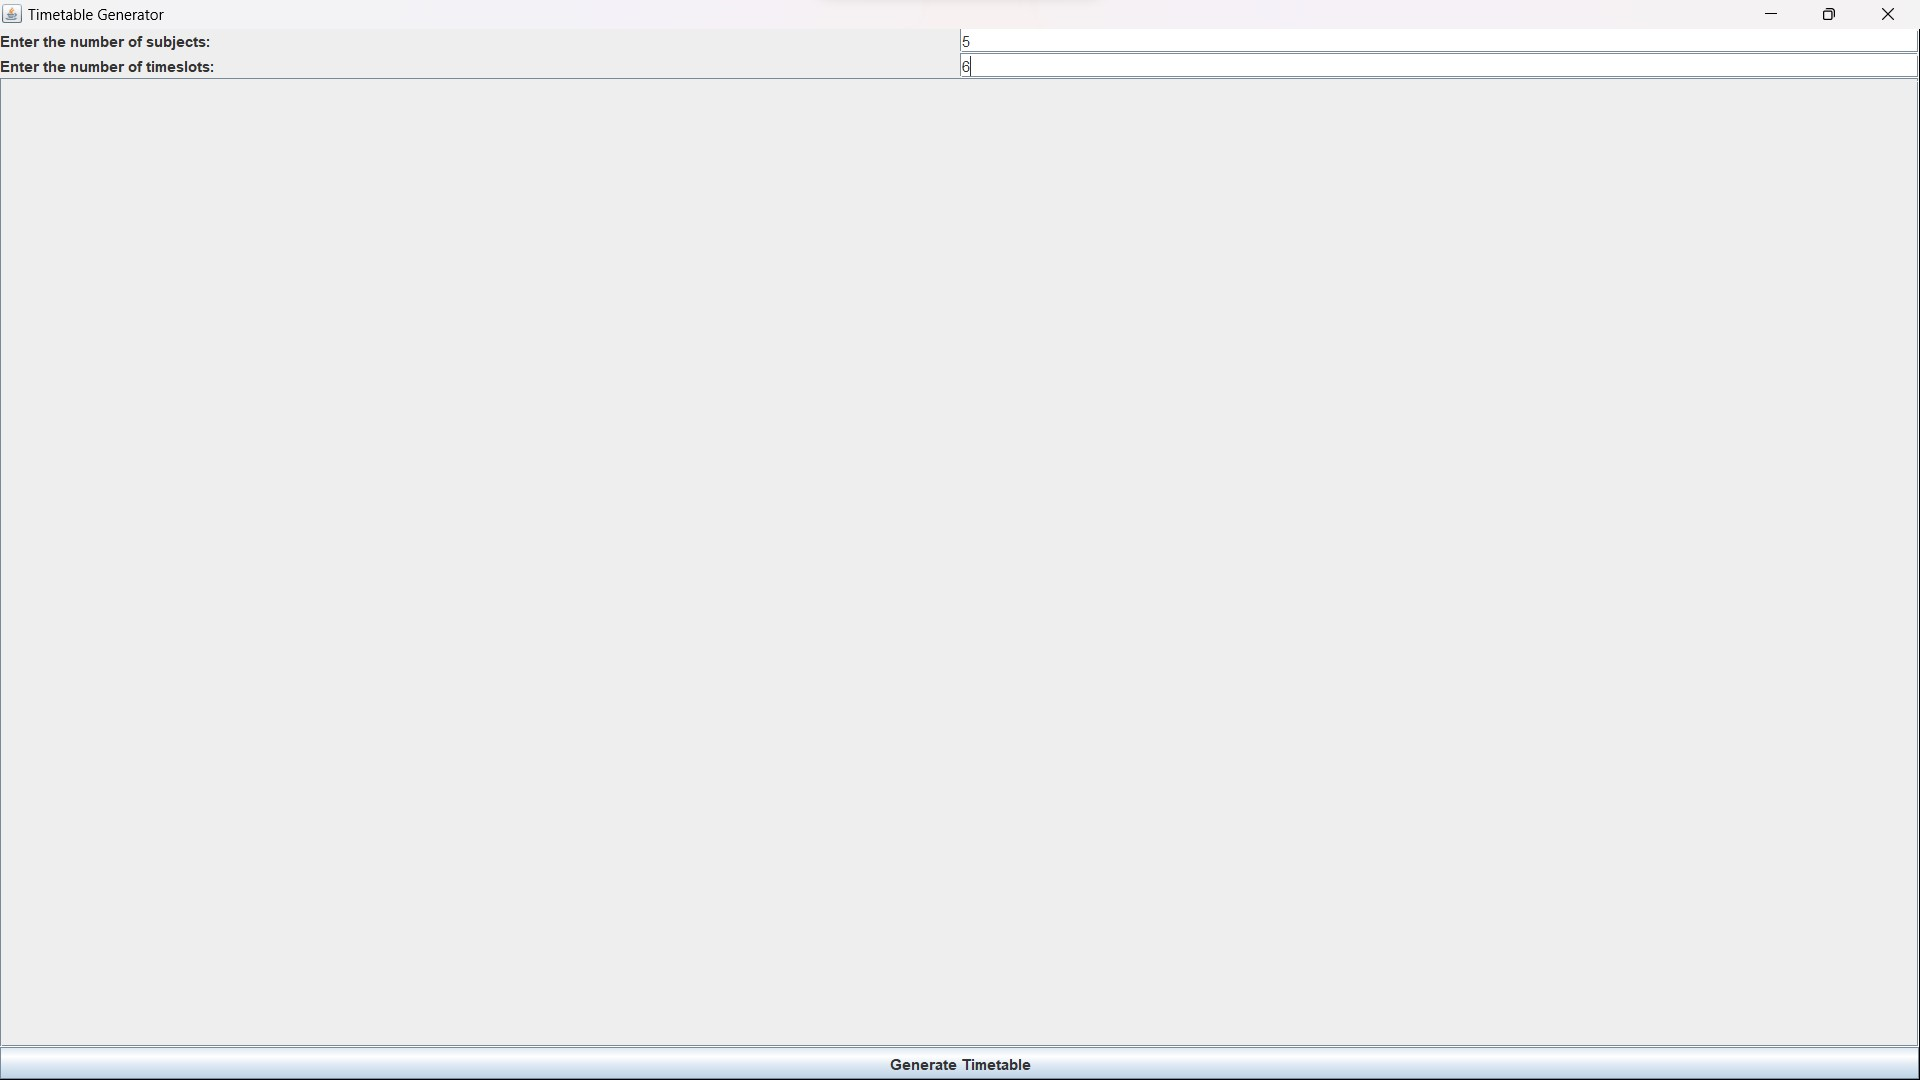 Timetable Generator
Enter the number of subjects: 5
Enter the number of timeslots: 6
Generate Timetable